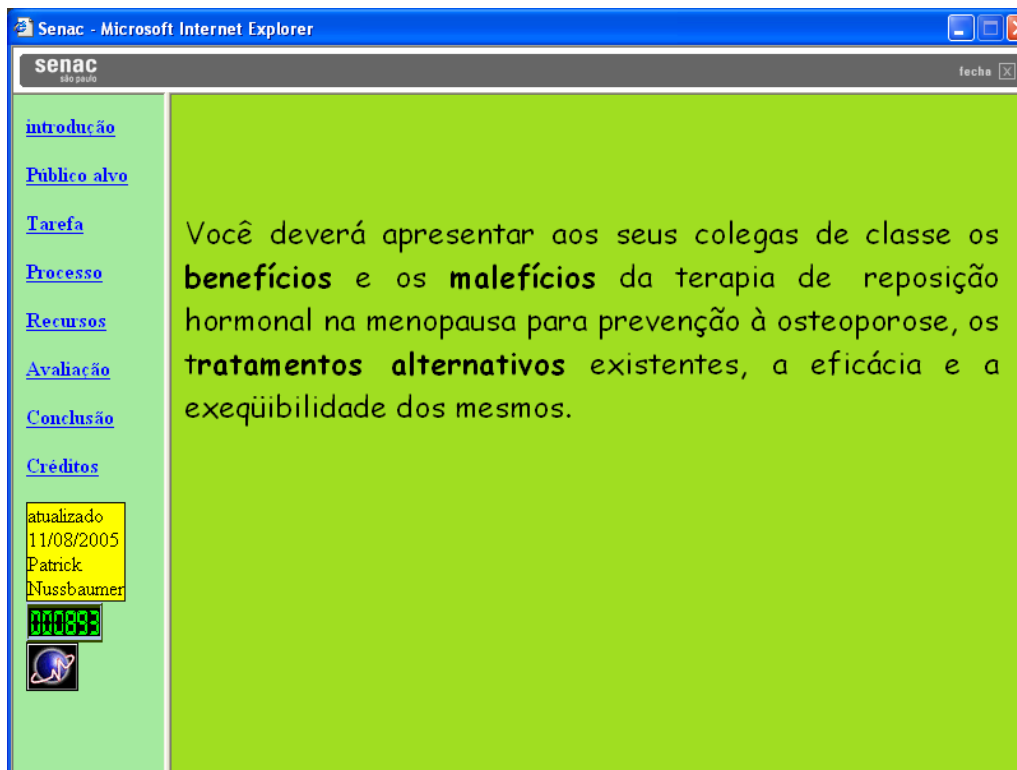 Senac - Microsoft Internet Explorer
senac
são paulo
fecha X
introdução
Público alvo
Tarefa
Processo
Recursos
Avaliação
Conclusão
Créditos
atualizado
11/08/2005
Patrick
Nussbaumer
000893
Você deverá apresentar aos seus colegas de classe os
benefícios e os malefícios da terapia de reposição
hormonal na menopausa para prevenção à osteoporose, os
tratamentos alternativos existentes, a eficácia e a
exeqüibilidade dos mesmos.